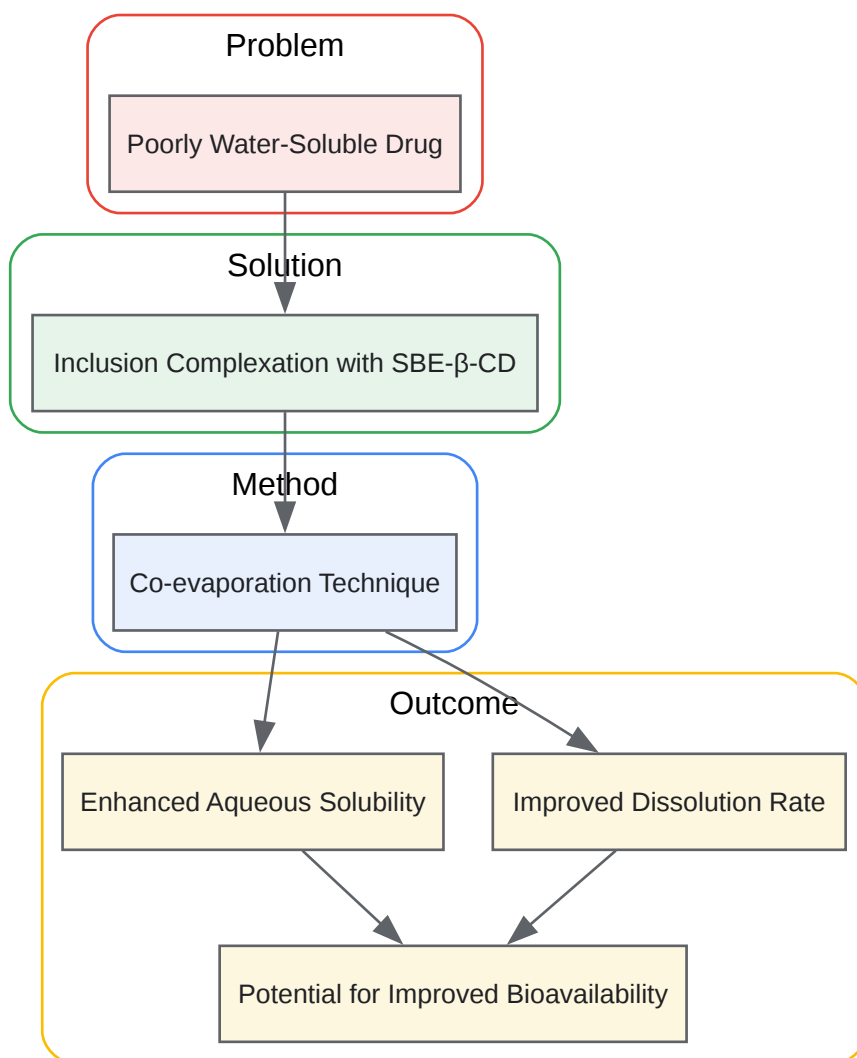 Problem
Poorly Water-Soluble Drug
Solution
Inclusion Complexation with SBE-β-CD
Method
Co-evaporation Technique
Outcome
Enhanced Aqueous Solubility
Improved Dissolution Rate
Potential for Improved Bioavailability